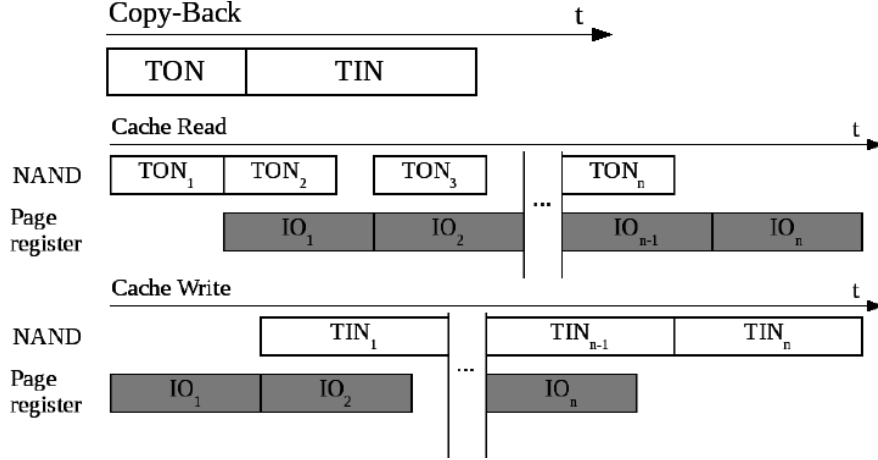 Copy-Back
t
TON TIN
Cache Read
t
NAND TON1 TON2 TON3 ... TONn
Page register IO1 IO2 IOn-1 IOn
Cache Write
t
NAND TIN1 ... TINn-1 TINn
Page register IO1 IO2 IOn